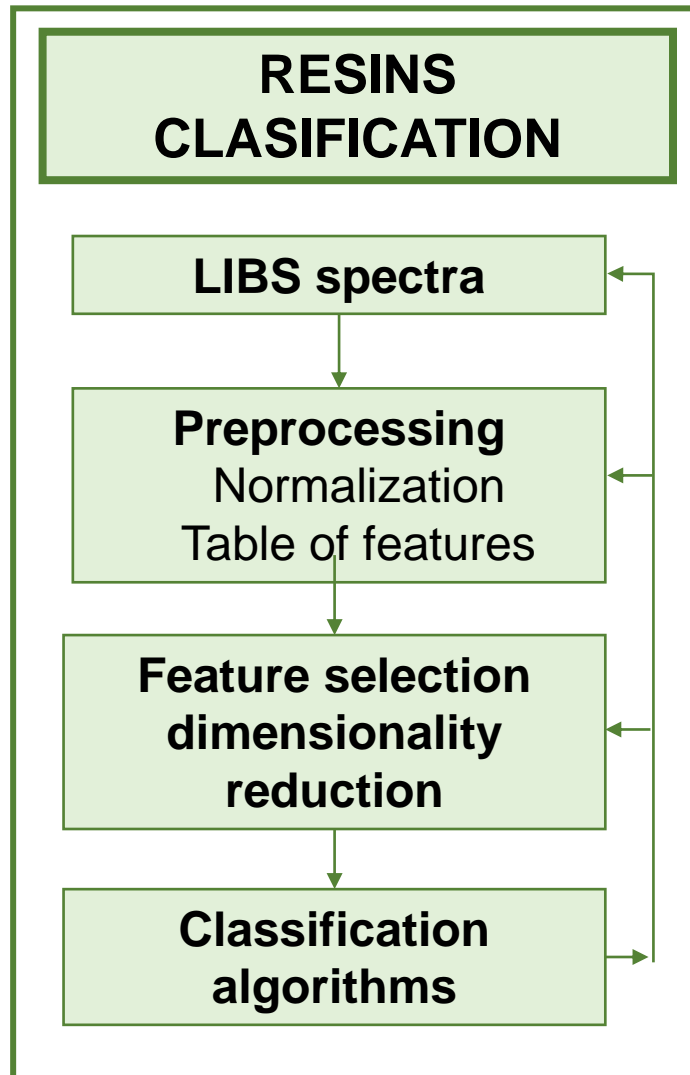 RESINS
CLASIFICATION
LIBS spectra
Preprocessing
Normalization
Table of features
Feature selection
dimensionality
reduction
Classification
algorithms